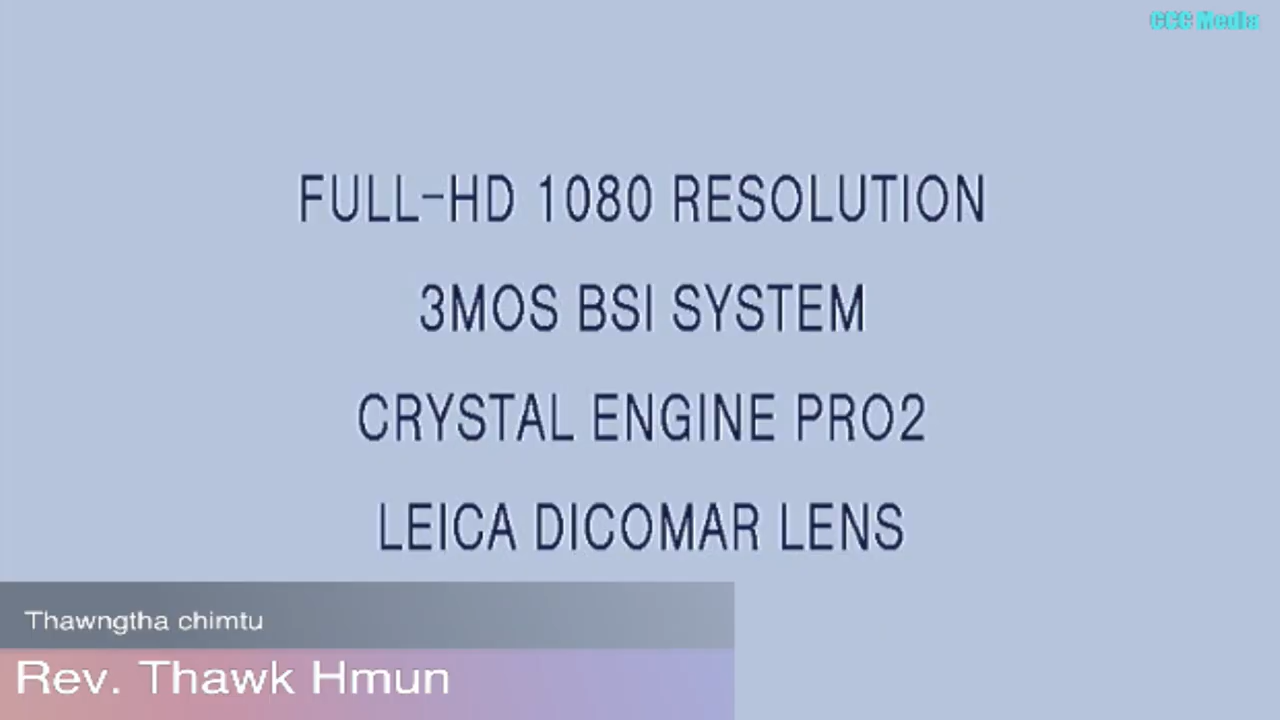 CCC Media
FULL-HD 1080 RESOLUTION
3MOS BSI SYSTEM
CRYSTAL ENGINE PRO2
LEICA DICOMAR LENS
Thawngtha chimtu
Rev. Thawk Hmun